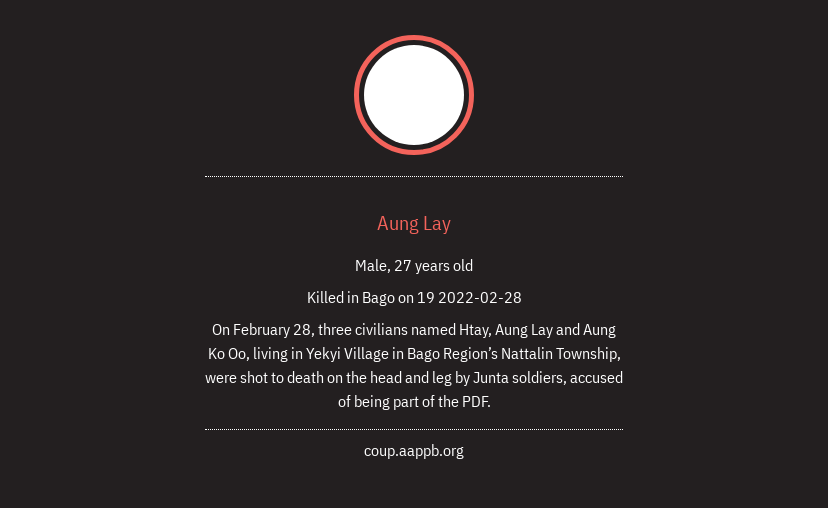 Aung Lay
Male, 27 years old
Killed in Bago on 19 2022-02-28
On February 28, three civilians named Htay, Aung Lay and Aung
Ko Oo, living in Yekyi Village in Bago Region’s Nattalin Township,
were shot to death on the head and leg by Junta soldiers, accused
of being part of the PDF.
coup.aappb.org